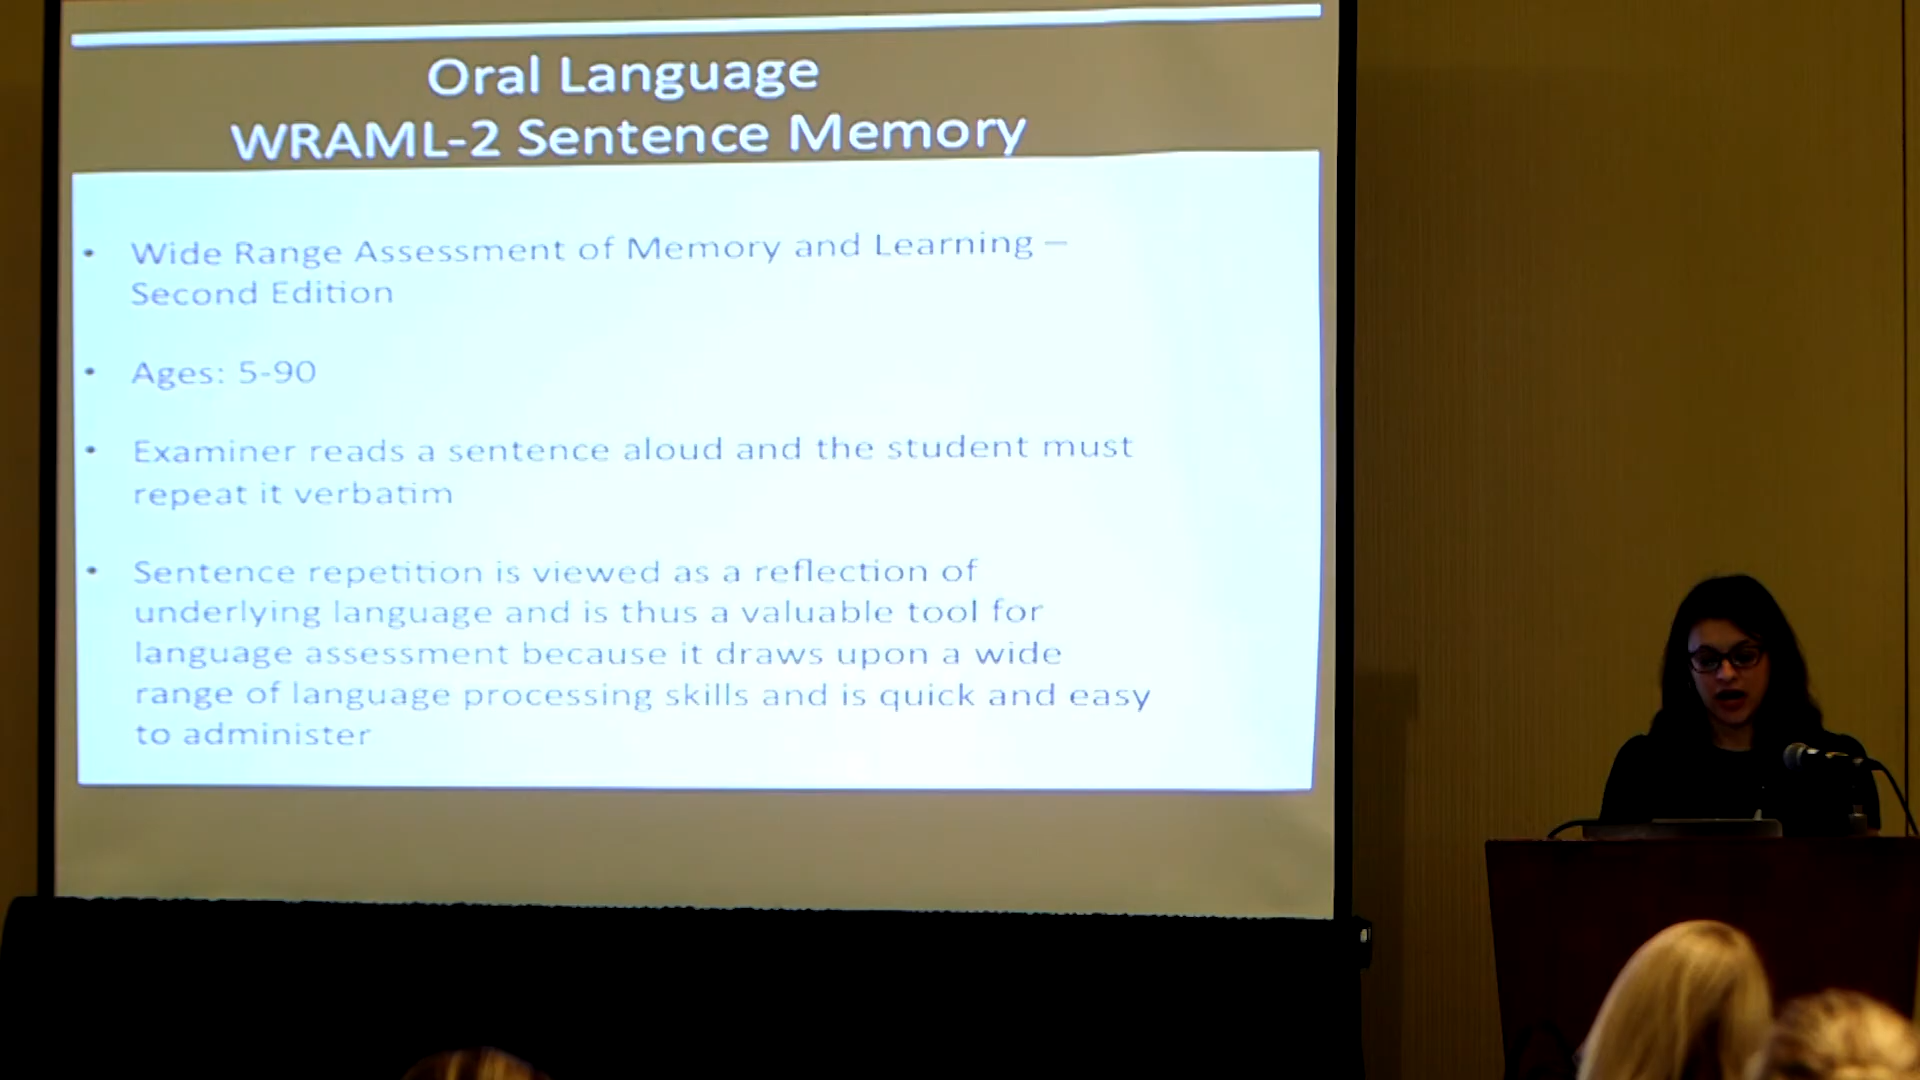 Oral Language
WRAML-2 Sentence Memory
• Wide Range Assessment of Memory and Learning –
Second Edition
• Ages: 5-90
• Examiner reads a sentence aloud and the student must
repeat it verbatim
• Sentence repetition is viewed as a reflection of
underlying language and is thus a valuable tool for
language assessment because it draws upon a wide
range of language processing skills and is quick and easy
to administer